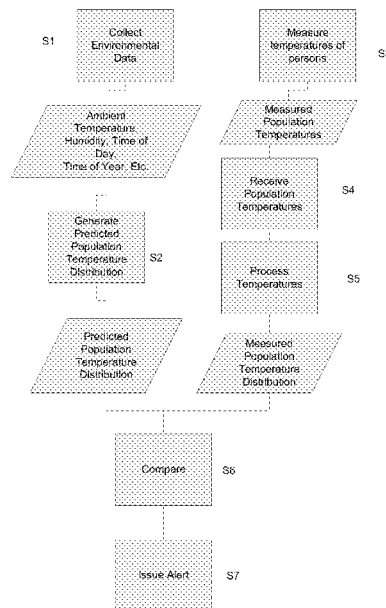 S1
Collect
Environmental
Data
Measure
temperatures of
persons
S
Ambient
Temperature,
Humidity, Time of
Day,
Time of Year, Etc.
Measured
Population
Temperatures
Receive
Population
Temperatures
S4
Generate
Predicted
Population
Temperature
Distribution
S2
Process
Temperatures
S5
Predicted
Population
Temperature
Distribution
Measured
Population
Temperature
Distribution
Compare
S6
Issue Alert
S7